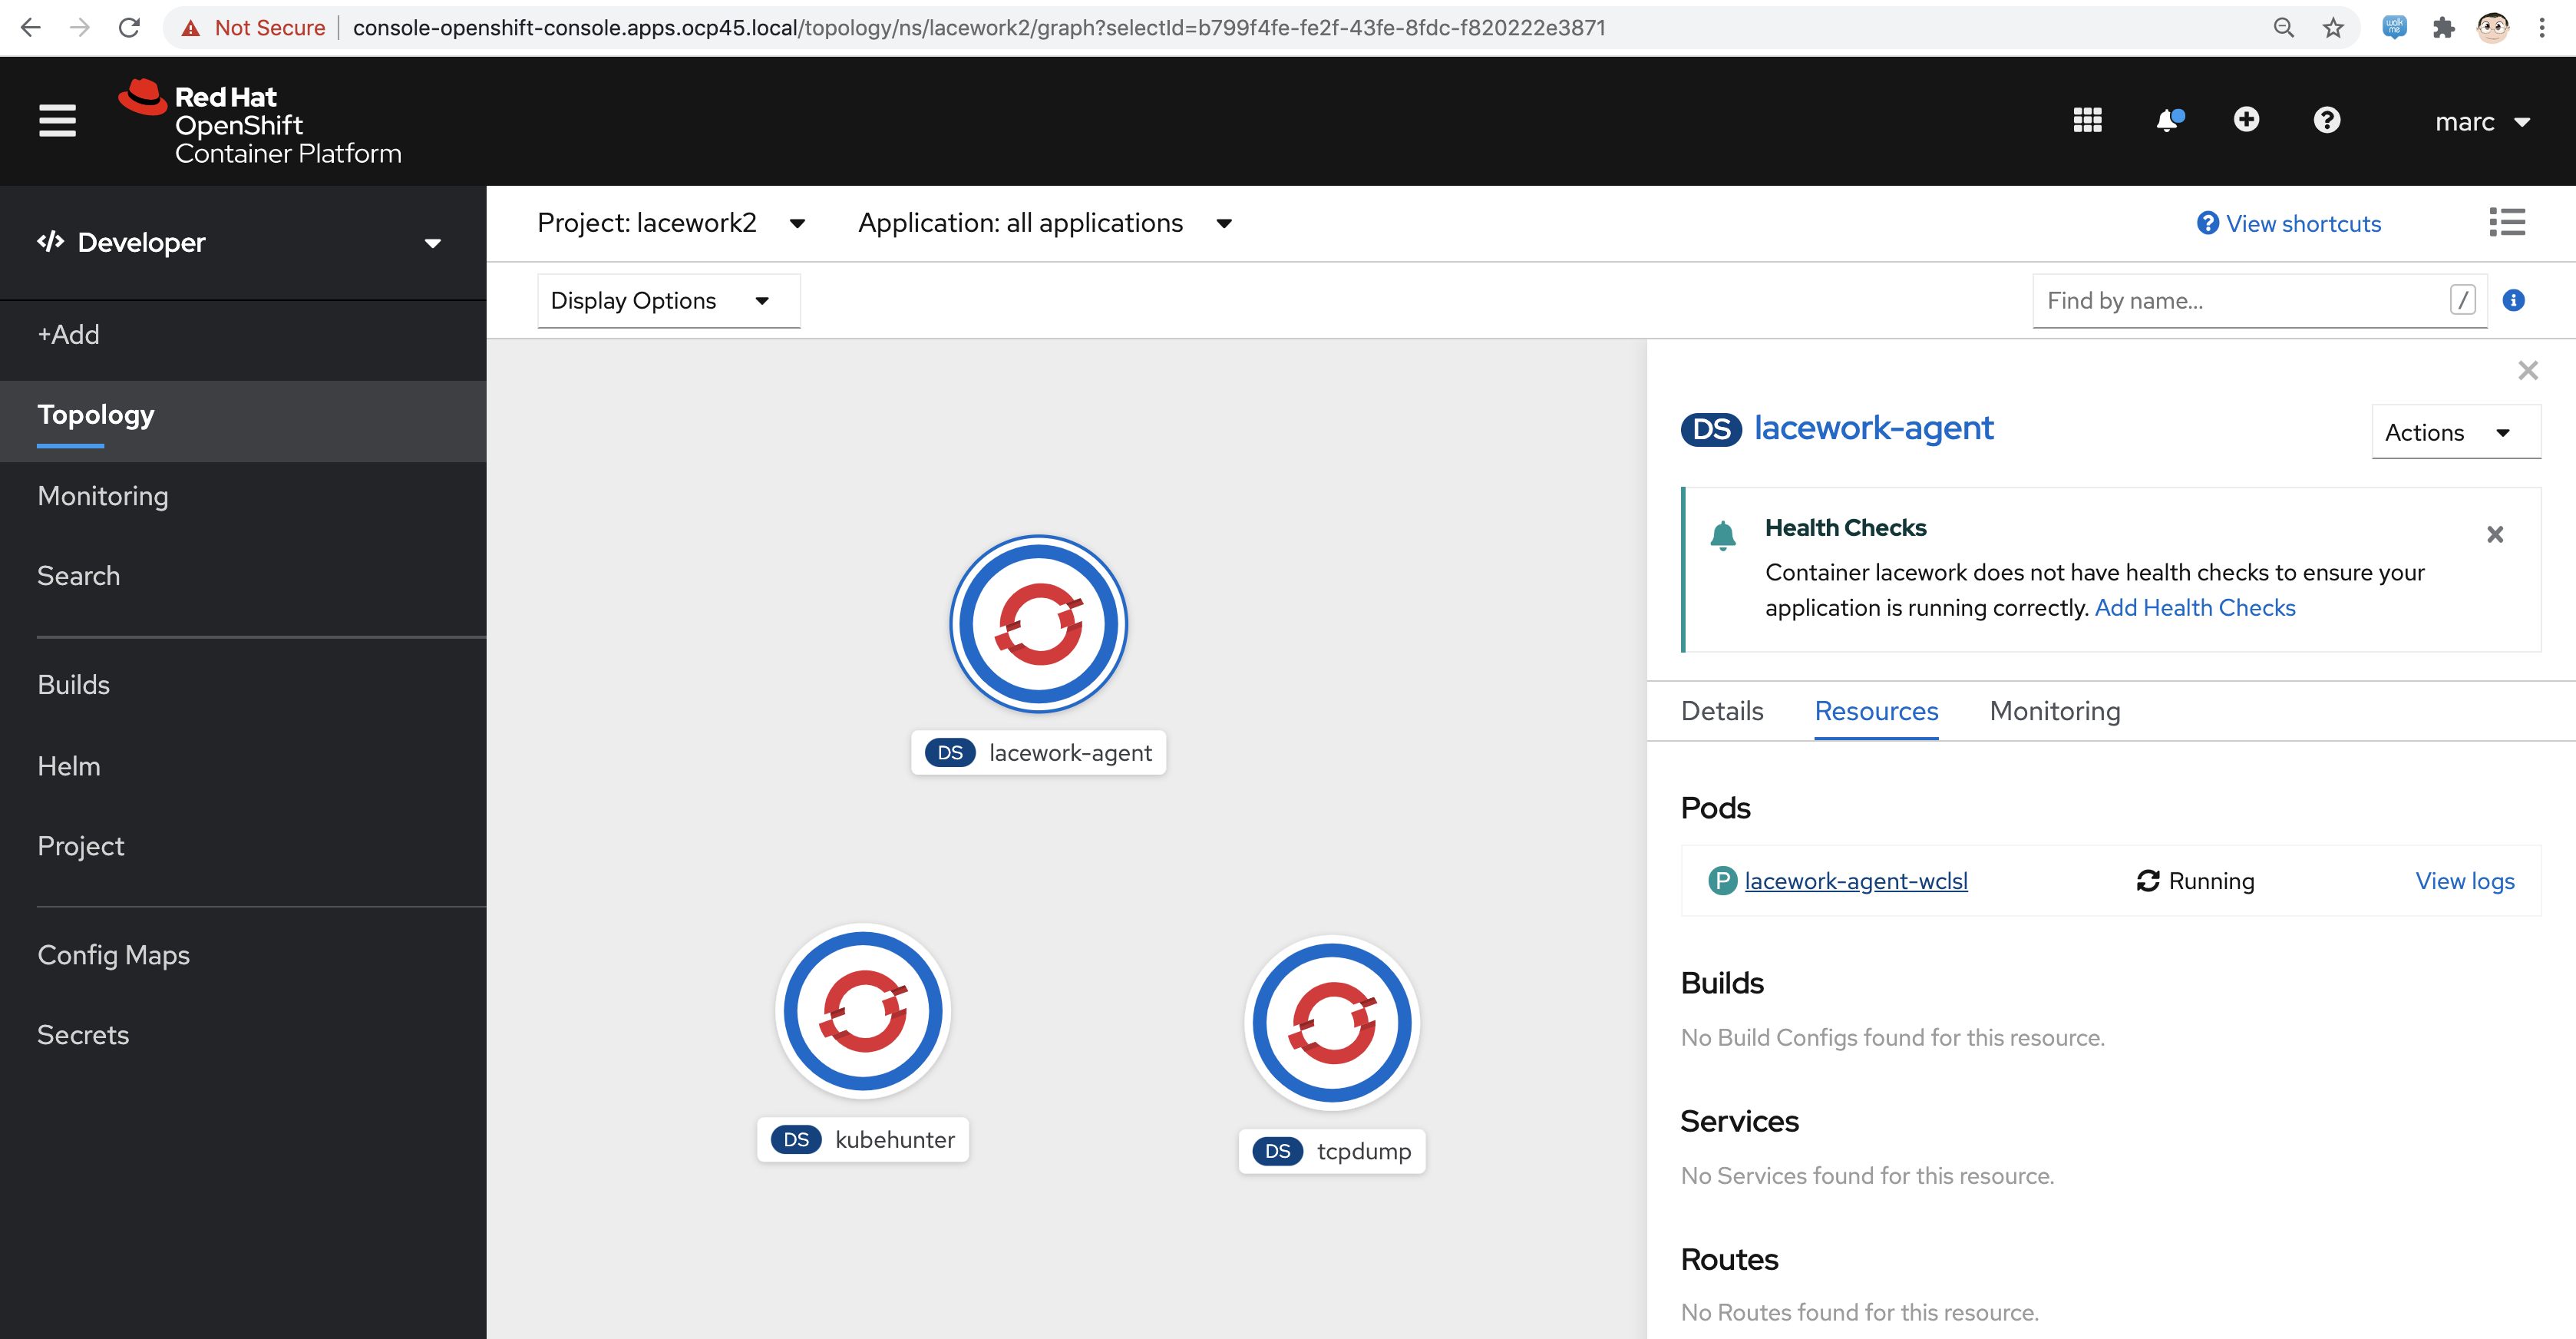 Not Secure | console-openshift-console.apps.ocp45.local/topology/ns/lacework2/graph?selectId=b799f4fe-fe2f-43fe-8fdc-f820222e3871
walk me
Red Hat
OpenShift
Container Platform
marc
Developer
Project: lacework2
Application: all applications
View shortcuts
Display Options
Find by name...
/
+Add
Topology
Monitoring
Search
Builds
Helm
Project
Config Maps
Secrets
DS lacework-agent
DS kubehunter
DS tcpdump
DS lacework-agent
Actions
Health Checks
Container lacework does not have health checks to ensure your
application is running correctly. Add Health Checks
Details
Resources
Monitoring
Pods
P lacework-agent-wclsl
Running
View logs
Builds
No Build Configs found for this resource.
Services
No Services found for this resource.
Routes
No Routes found for this resource.